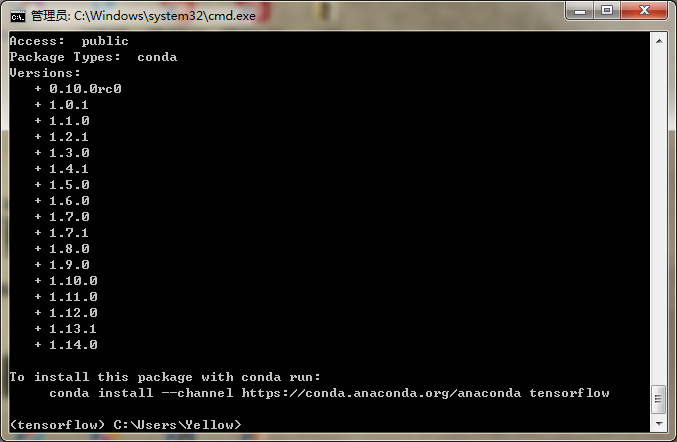 管理员: C:\Windows\system32\cmd.exe
Access:  public
Package Types:  conda
Versions:
   + 0.10.0rc0
   + 1.0.1
   + 1.1.0
   + 1.2.1
   + 1.3.0
   + 1.4.1
   + 1.5.0
   + 1.6.0
   + 1.7.0
   + 1.7.1
   + 1.8.0
   + 1.9.0
   + 1.10.0
   + 1.11.0
   + 1.12.0
   + 1.13.1
   + 1.14.0
To install this package with conda run:
     conda install --channel https://conda.anaconda.org/anaconda tensorflow
(tensorflow) C:\Users\Yellow>